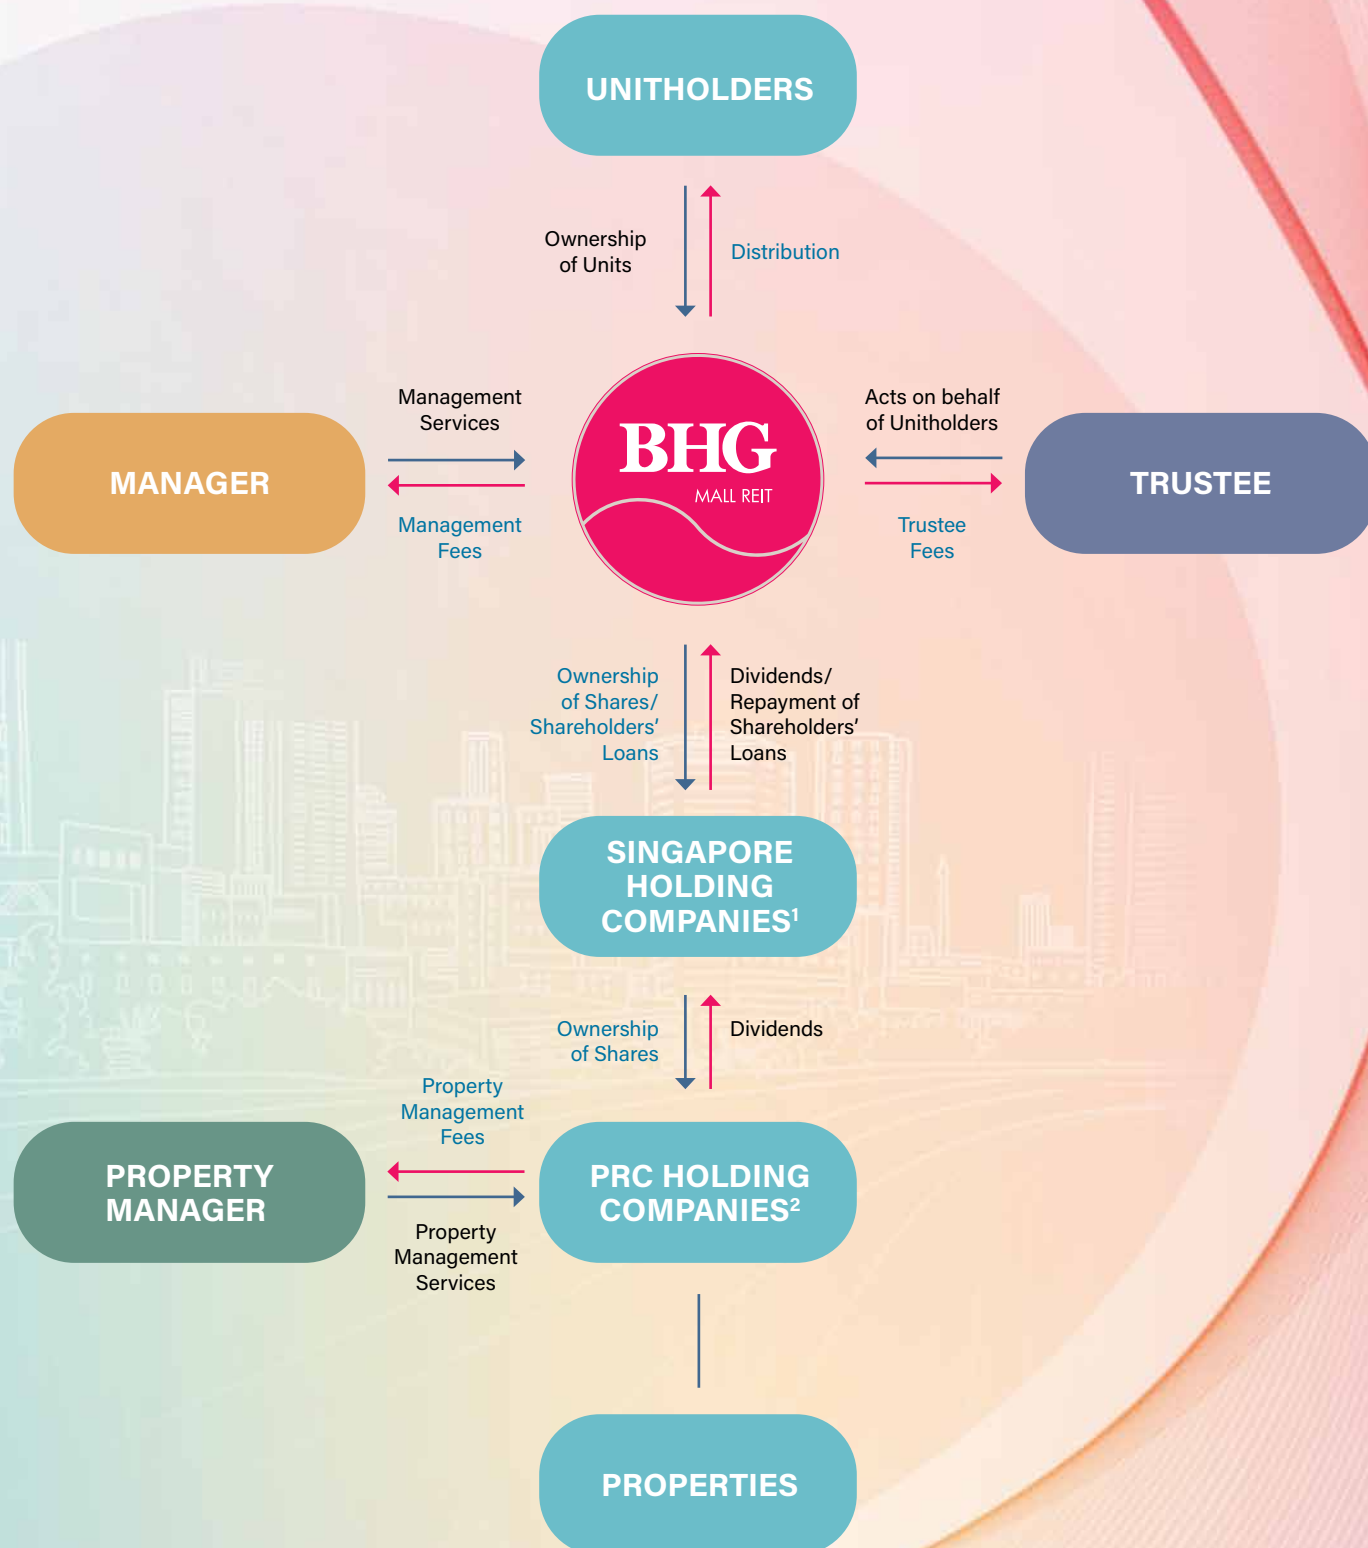 UNITHOLDERS
Ownership
of Units
Distribution
Management
Services
Acts on behalf
of Unitholders
MANAGER
BHG
MALL REIT
TRUSTEE
Management
Fees
Trustee
Fees
Ownership
of Shares/
Shareholders’
Loans
Dividends/
Repayment of
Shareholders’
Loans
SINGAPORE
HOLDING
COMPANIES¹
Ownership
of Shares
Dividends
Property
Management
Fees
PROPERTY
MANAGER
PRC HOLDING
COMPANIES²
Property
Management
Services
PROPERTIES